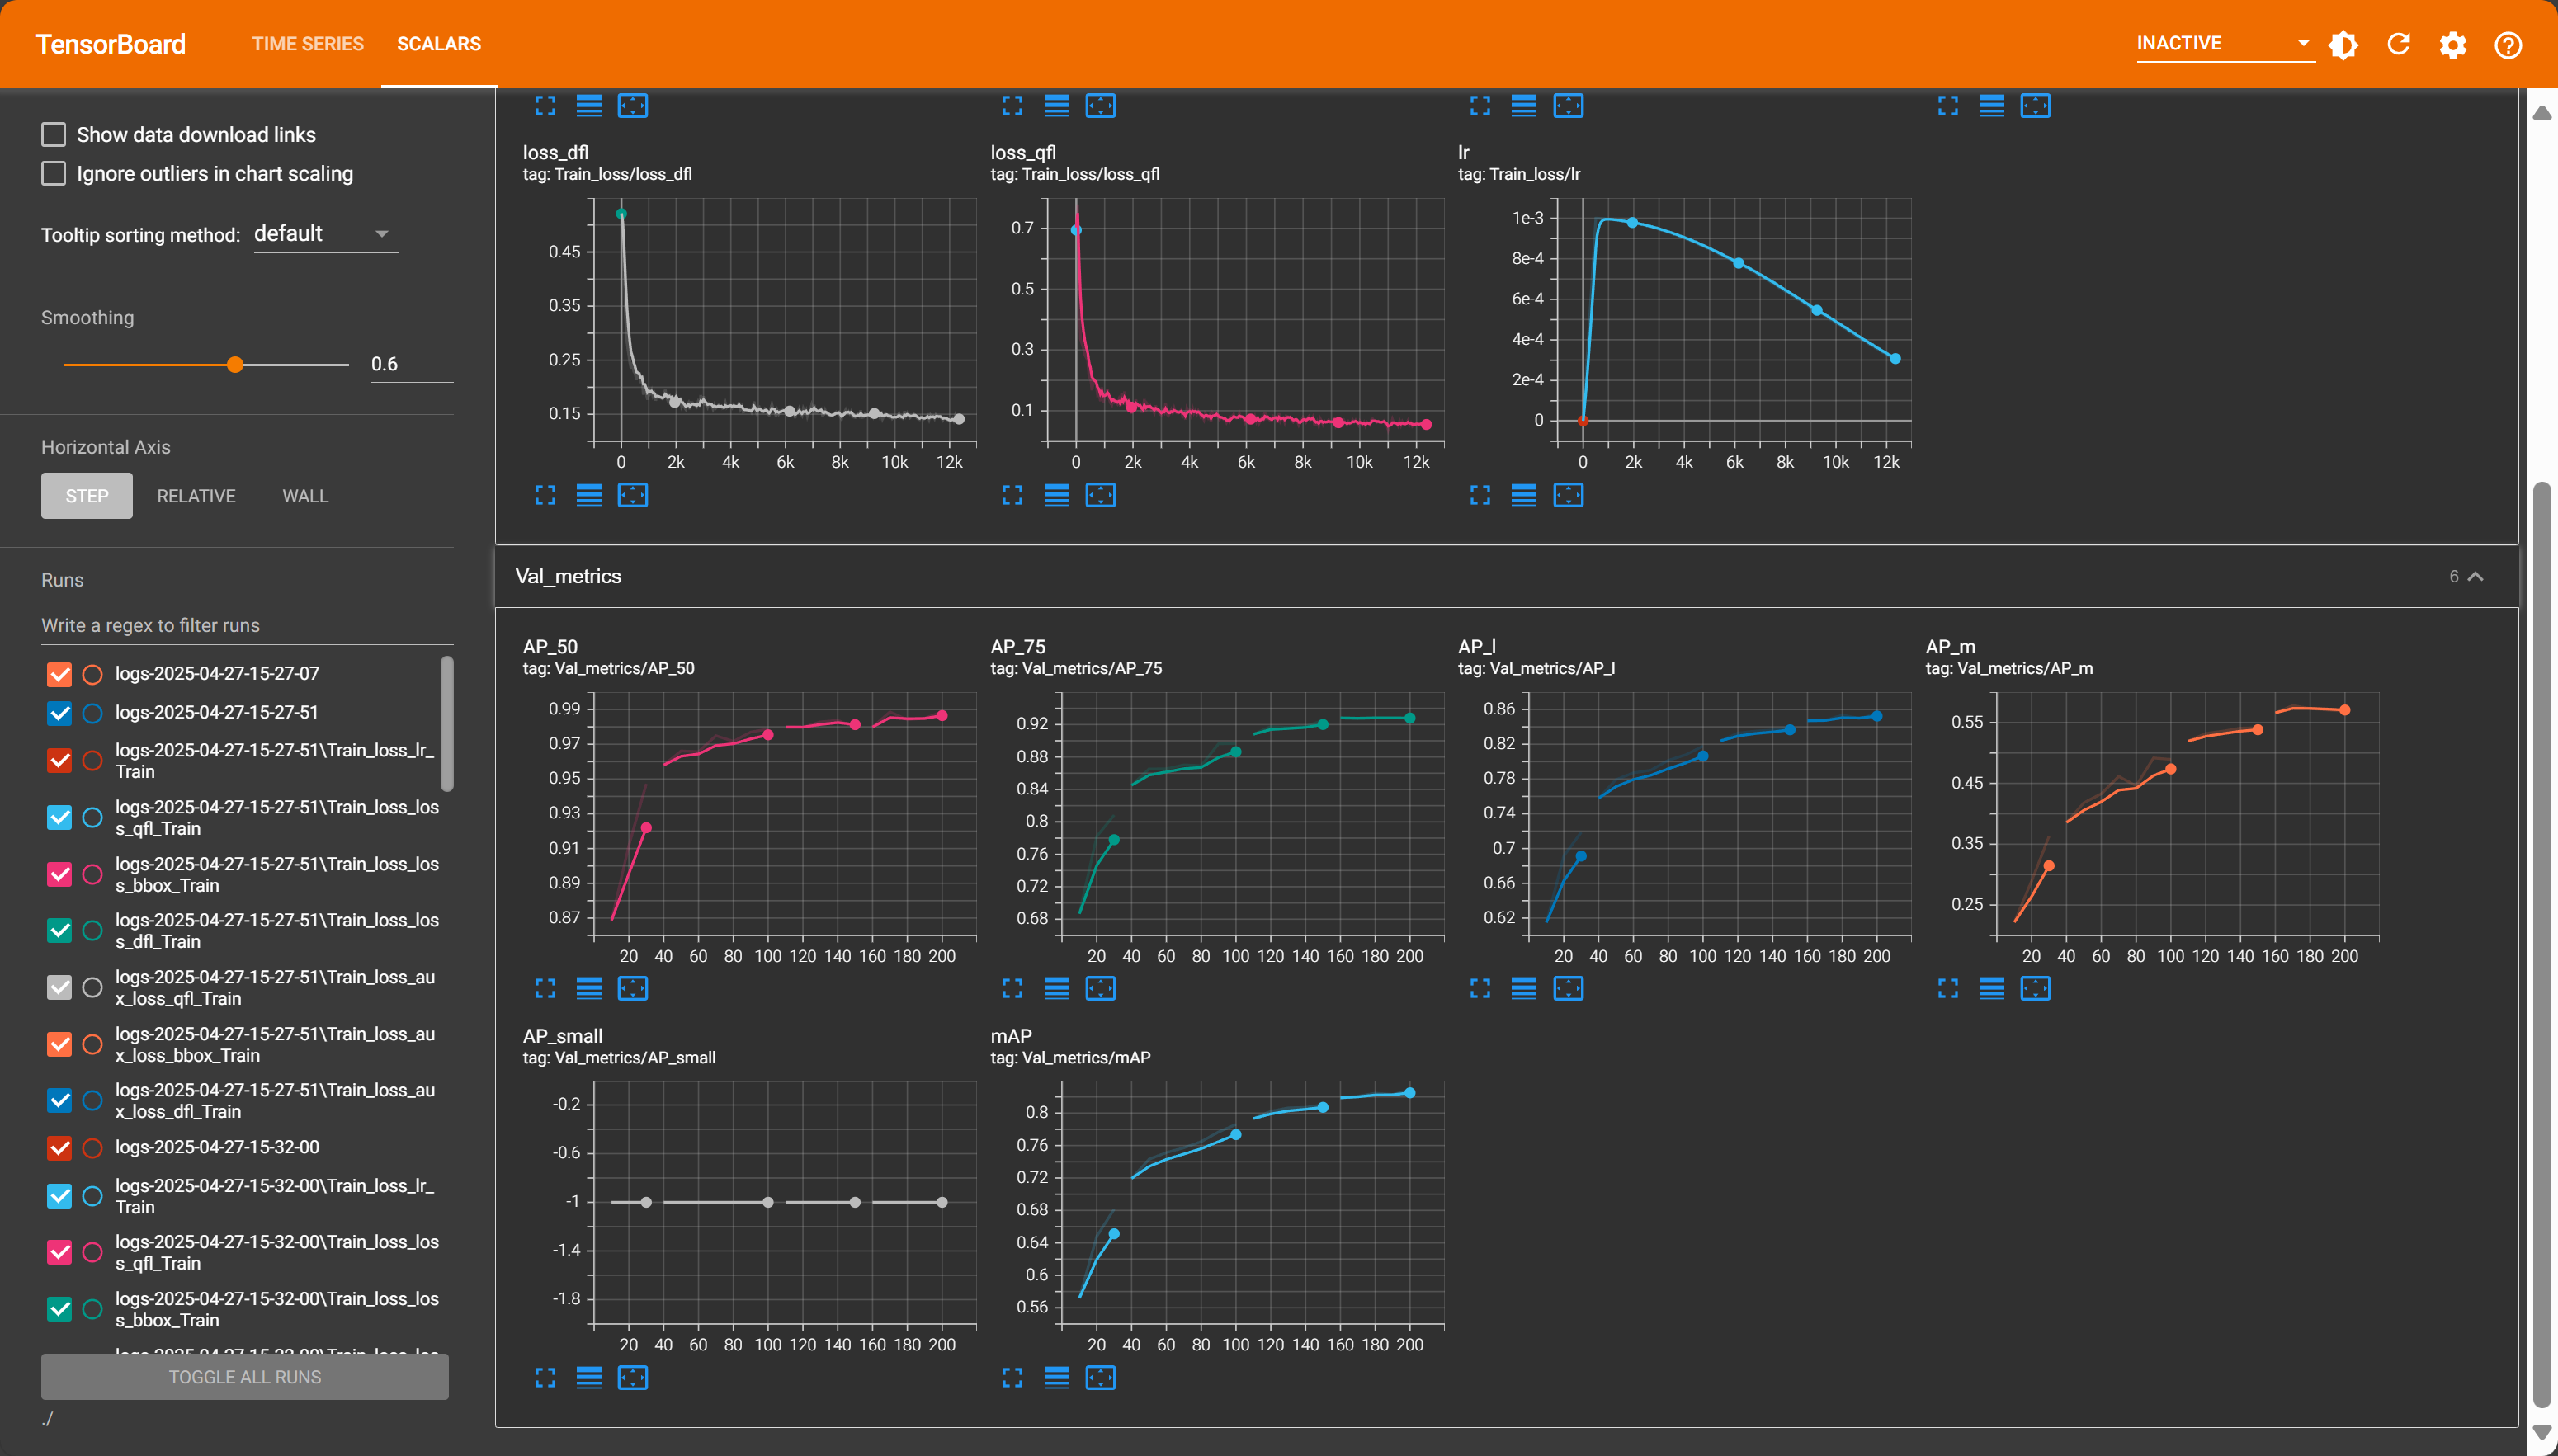 TensorBoard
TIME SERIES
SCALARS
INACTIVE
Show data download links
Ignore outliers in chart scaling
Tooltip sorting method: default
Smoothing
0.6
Horizontal Axis
STEP
RELATIVE
WALL
Runs
Write a regex to filter runs
logs-2025-04-27-15-27-07
logs-2025-04-27-15-27-51
logs-2025-04-27-15-27-51\Train_loss_lr_
Train
logs-2025-04-27-15-27-51\Train_loss_los
s_qfl_Train
logs-2025-04-27-15-27-51\Train_loss_los
s_bbox_Train
logs-2025-04-27-15-27-51\Train_loss_los
s_dfl_Train
logs-2025-04-27-15-27-51\Train_loss_au
x_loss_qfl_Train
logs-2025-04-27-15-27-51\Train_loss_au
x_loss_bbox_Train
logs-2025-04-27-15-27-51\Train_loss_au
x_loss_dfl_Train
logs-2025-04-27-15-32-00
logs-2025-04-27-15-32-00\Train_loss_lr_
Train
logs-2025-04-27-15-32-00\Train_loss_los
s_qfl_Train
logs-2025-04-27-15-32-00\Train_loss_los
s_bbox_Train
TOGGLE ALL RUNS
./
loss_dfl
tag: Train_loss/loss_dfl
0.45
0.35
0.25
0.15
0 2k 4k 6k 8k 10k 12k
loss_qfl
tag: Train_loss/loss_qfl
0.7
0.5
0.3
0.1
0 2k 4k 6k 8k 10k 12k
lr
tag: Train_loss/lr
1e-3
8e-4
6e-4
4e-4
2e-4
0
0 2k 4k 6k 8k 10k 12k
Val_metrics
6
AP_50
tag: Val_metrics/AP_50
0.99
0.97
0.95
0.93
0.91
0.89
0.87
20 40 60 80 100 120 140 160 180 200
AP_75
tag: Val_metrics/AP_75
0.92
0.88
0.84
0.8
0.76
0.72
0.68
20 40 60 80 100 120 140 160 180 200
AP_l
tag: Val_metrics/AP_l
0.86
0.82
0.78
0.74
0.7
0.66
0.62
20 40 60 80 100 120 140 160 180 200
AP_m
tag: Val_metrics/AP_m
0.55
0.45
0.35
0.25
20 40 60 80 100 120 140 160 180 200
AP_small
tag: Val_metrics/AP_small
-0.2
-0.6
-1
-1.4
-1.8
20 40 60 80 100 120 140 160 180 200
mAP
tag: Val_metrics/mAP
0.8
0.76
0.72
0.68
0.64
0.6
0.56
20 40 60 80 100 120 140 160 180 200